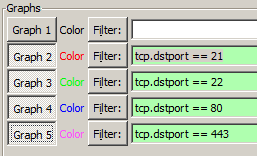 Graphs
Graph 1 Color Filter:
Graph 2 Color Filter: tcp.dstport == 21
Graph 3 Color Filter: tcp.dstport == 22
Graph 4 Color Filter: tcp.dstport == 80
Graph 5 Color Filter: tcp.dstport == 443